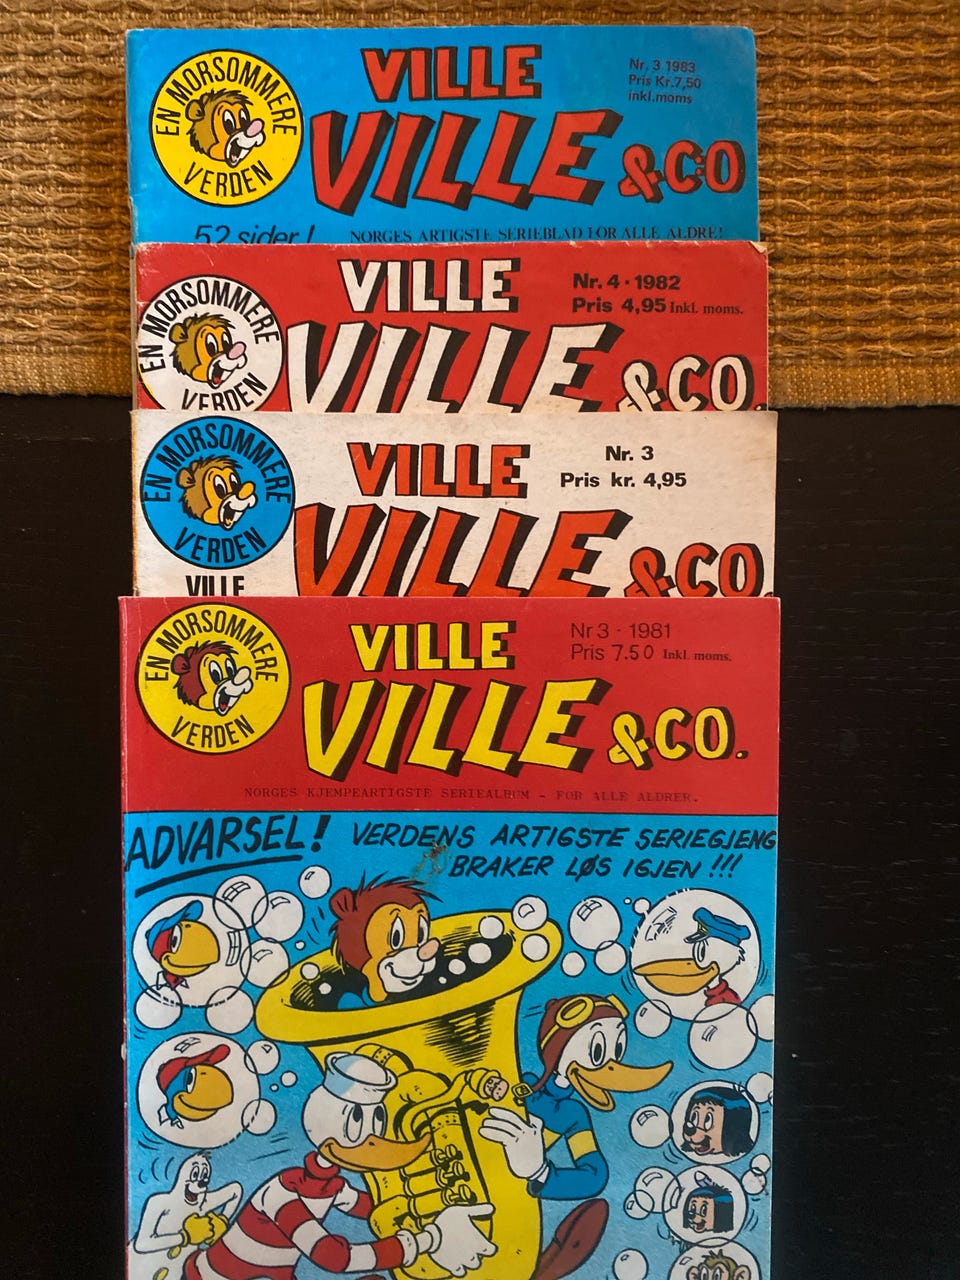 EN MORSOMMERE VERDEN
VILLE
Nr. 3 1983
Pris Kr.7,50
inkl.moms
VILLE & CO
52 sider!
NORGES ARTIGSTE SERIEBLAD FOR ALLE ALDRE!
EN MORSOMMERE VERDEN
VILLE
Nr. 4 · 1982
Pris 4,95 Inkl. moms.
VILLE & CO.
EN MORSOMMERE VERDEN
VILLE
Nr. 3
Pris kr. 4,95
VILLE & CO.
VILLE
EN MORSOMMERE VERDEN
VILLE
Nr 3 · 1981
Pris 7.50 Inkl. moms.
VILLE & CO.
NORGES KJEMPEARTIGSTE SERIEALBUM - FOR ALLE ALDRER.
ADVARSEL! VERDENS ARTIGSTE SERIEGJENG
BRAKER LØS IGJEN !!!